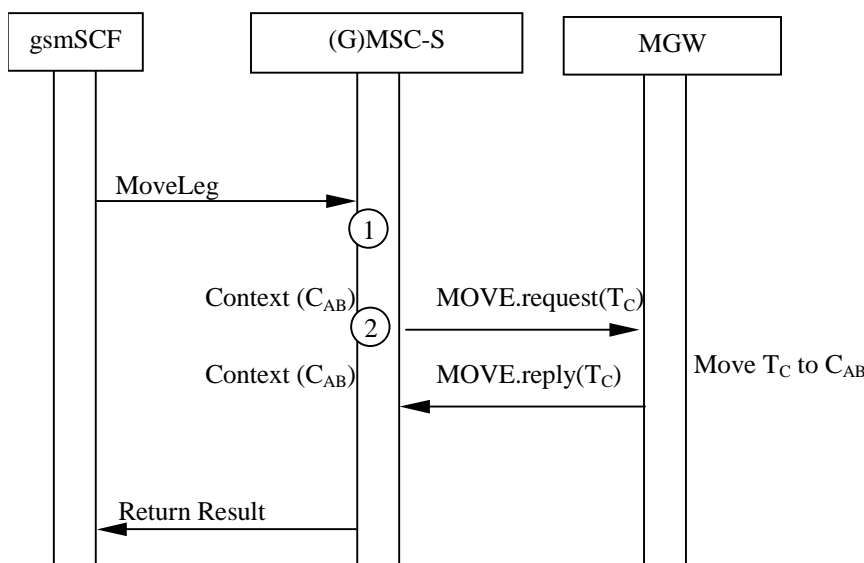 gsmSCF
(G)MSC-S
MGW
MoveLeg
1
Context (C_AB)
MOVE.request(T_C)
2
Move T_C to C_AB
Context (C_AB)
MOVE.reply(T_C)
Return Result